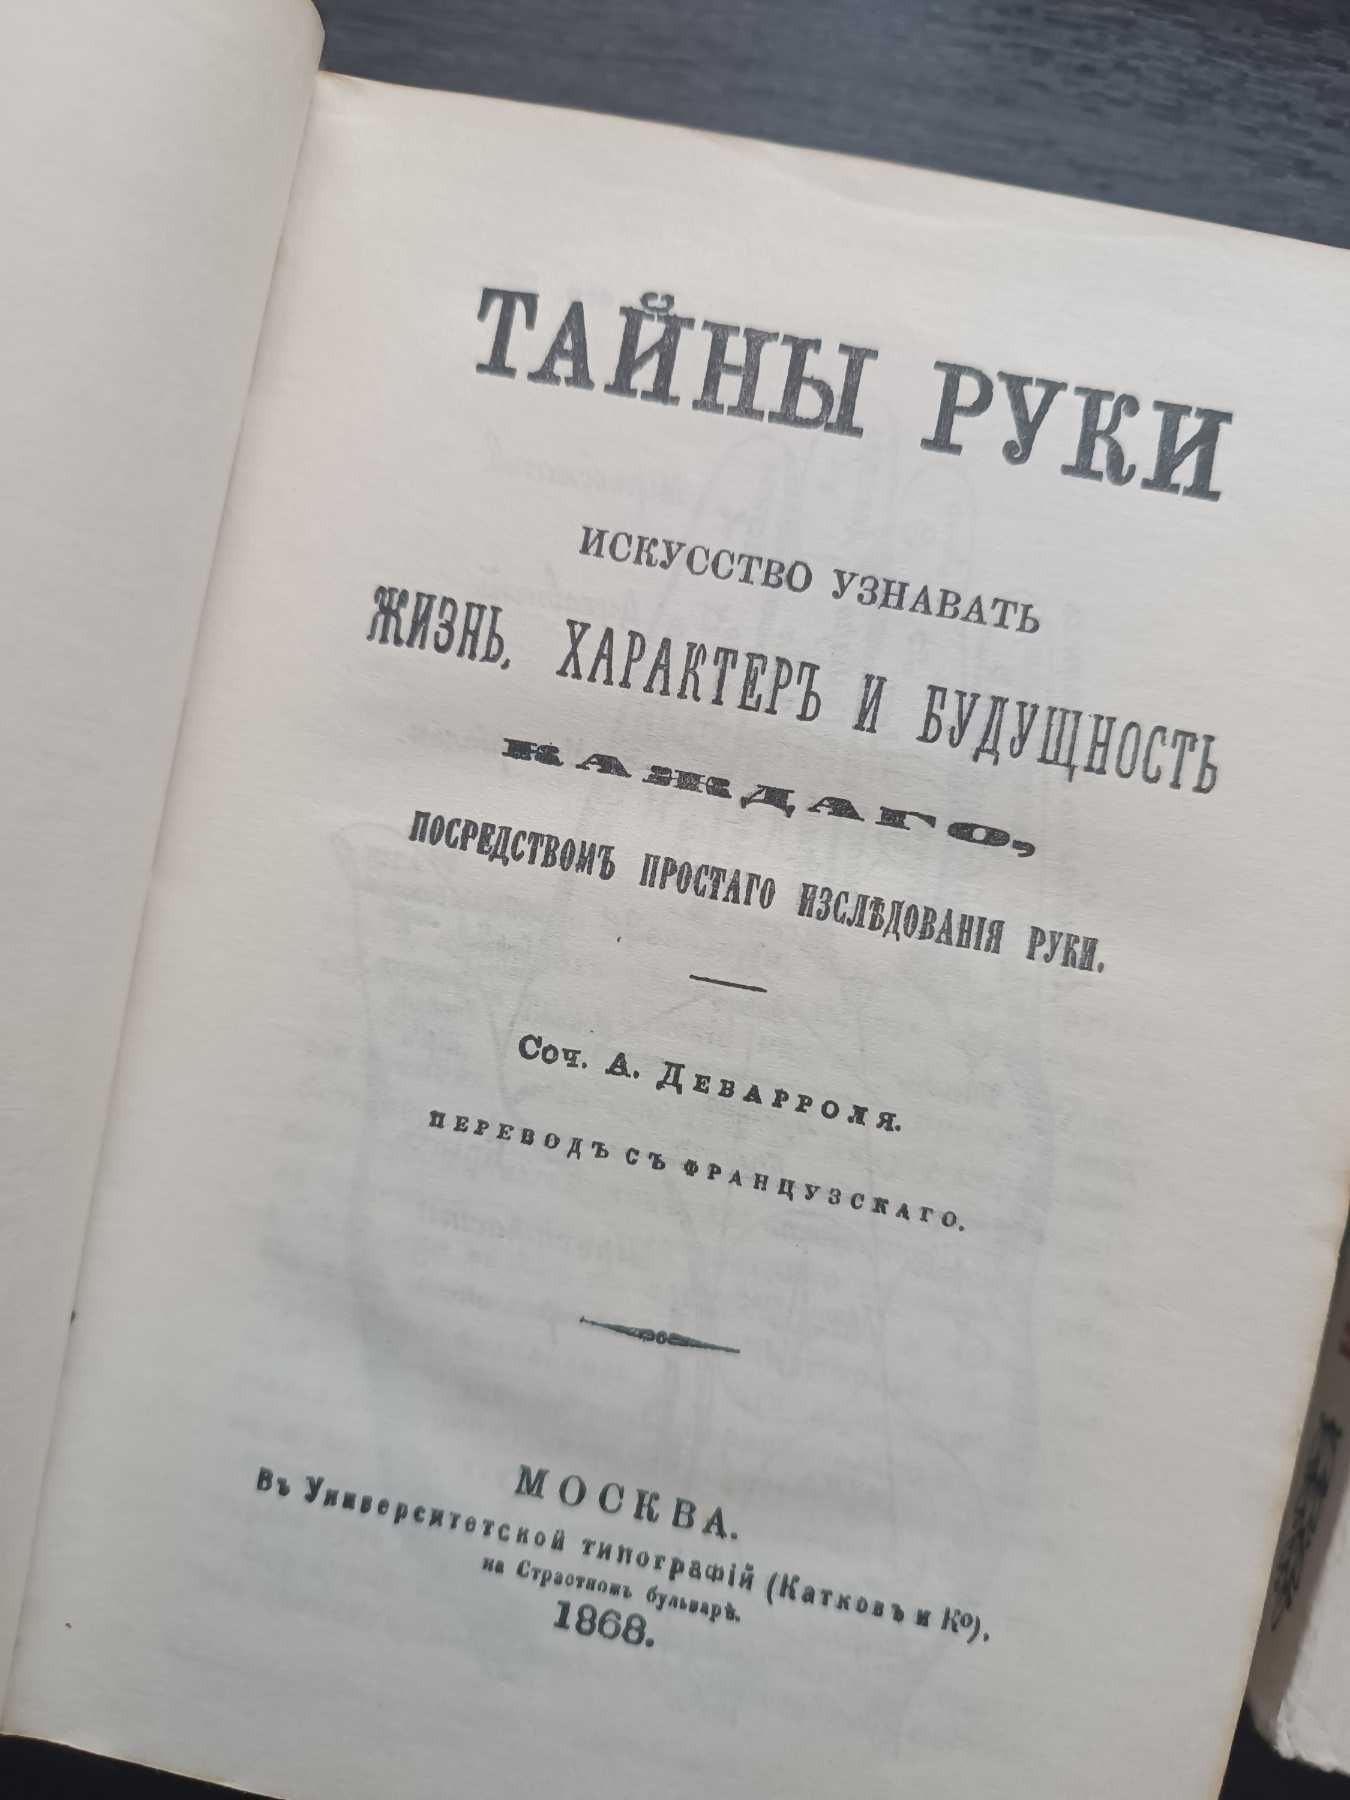 ТАЙНЫ РУКИ
ИСКУССТВО УЗНАВАТЬ
ЖИЗНЬ, ХАРАКТЕРЪ И БУДУЩНОСТЬ
КАЖДАГО,
ПОСРЕДСТВОМЪ ПРОСТАГО ИЗСЛѢДОВАНІЯ РУКИ.
Соч. А. ДЕВАРРОЛЯ.
ПЕРЕВОДЪ СЪ ФРАНЦУЗСКАГО.
МОСКВА.
Въ Университетской типографій (Катковъ и Ко),
на Страстномъ бульварѣ.
1868.